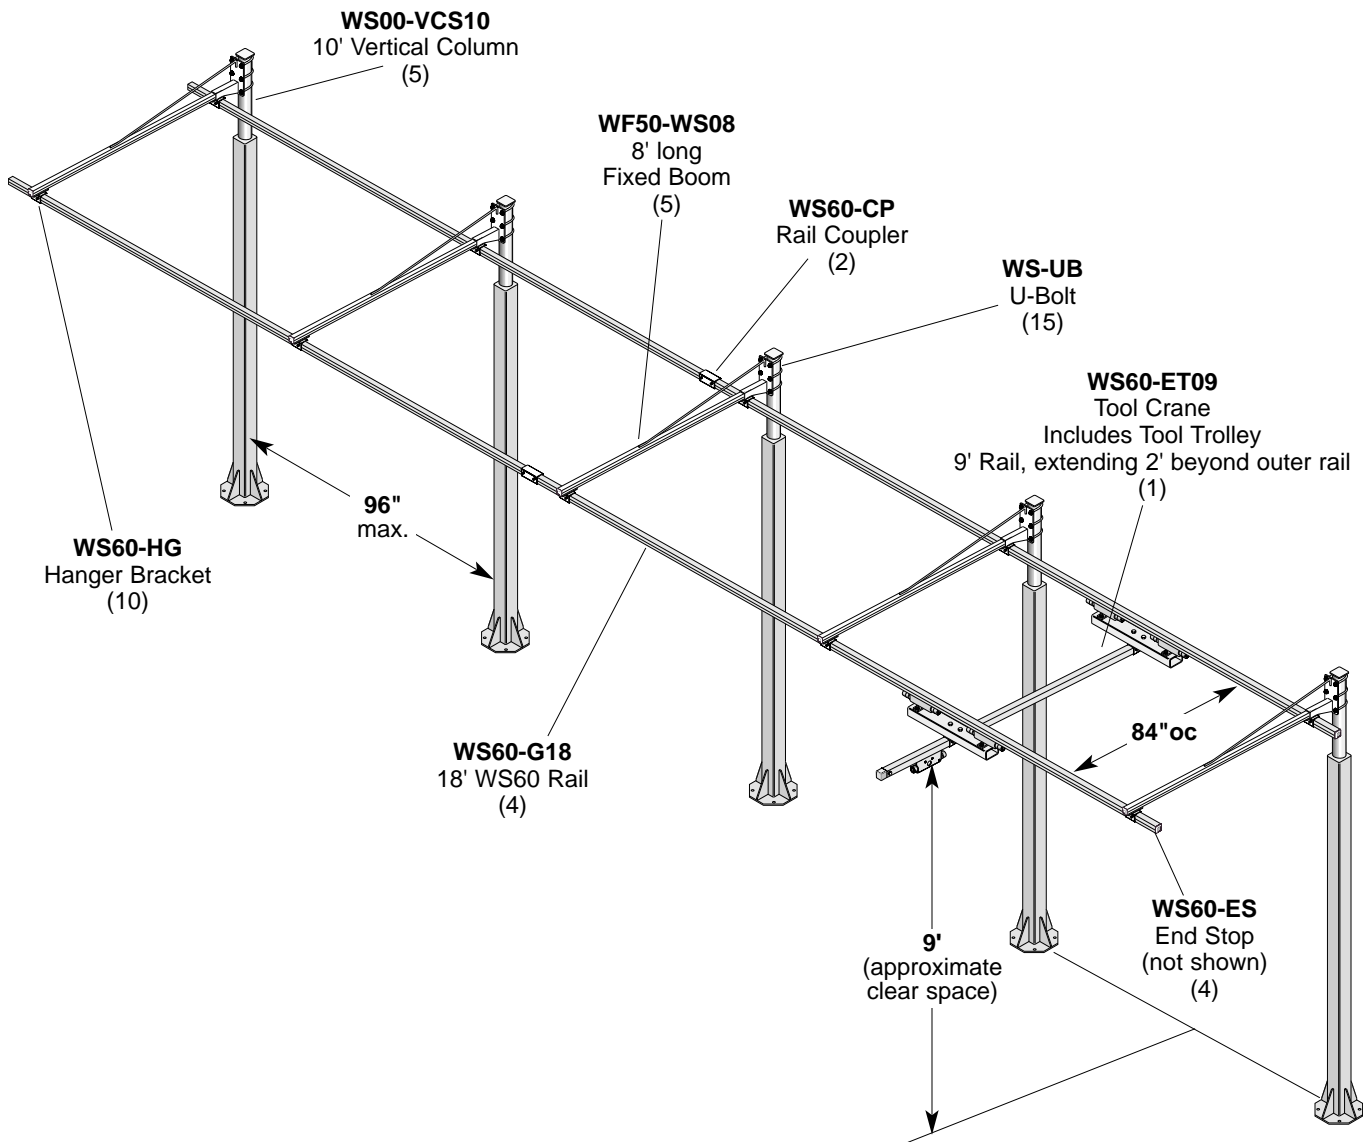 WS00-VCS10
10' Vertical Column
(5)
WF50-WS08
8' long
Fixed Boom
(5)
WS60-CP
Rail Coupler
(2)
WS-UB
U-Bolt
(15)
WS60-ET09
Tool Crane
Includes Tool Trolley
9' Rail, extending 2' beyond outer rail
(1)
96"
max.
WS60-HG
Hanger Bracket
(10)
WS60-G18
18' WS60 Rail
(4)
84"oc
9'
(approximate
clear space)
WS60-ES
End Stop
(not shown)
(4)